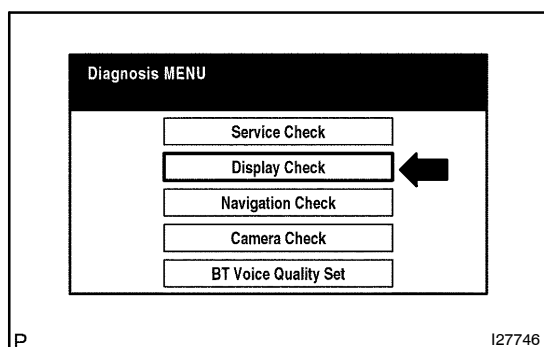 Diagnosis MENU
Service Check
Display Check
Navigation Check
Camera Check
BT Voice Quality Set
P
I27746